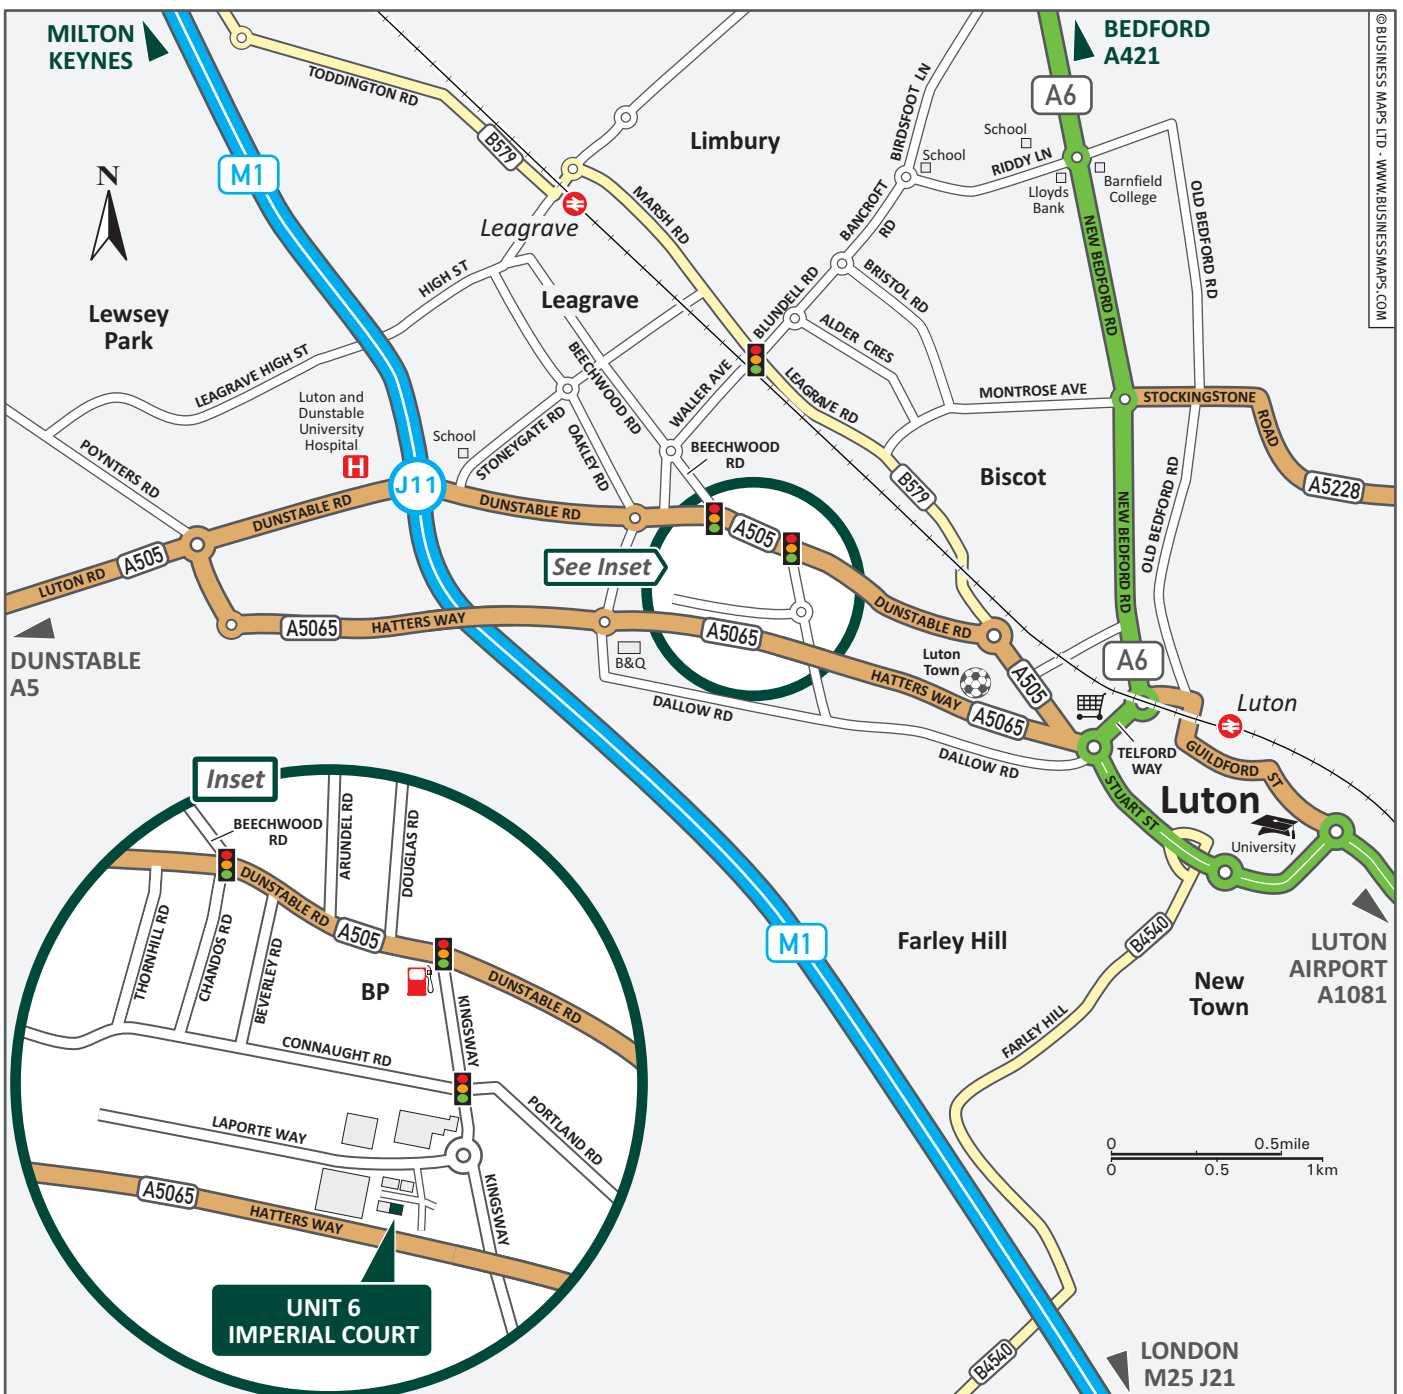 MILTON
KEYNES
BEDFORD
A421
© BUSINESS MAPS LTD - WWW.BUSINESSMAPS.COM
TODDINGTON RD
B579
M1
A6
Limbury
BIRDSFOOT LN
School
School
RIDDY LN
Lloyds
Bank
Barnfield
College
N
Leagrave
MARSH RD
BANCROFT
RD
NEW BEDFORD RD
OLD BEDFORD RD
Lewsey
Park
HIGH ST
Leagrave
BLUNDELL RD
BRISTOL RD
ALDER CRES
LEAGRAVE HIGH ST
BEECHWOOD RD
WALLER AVE
LEAGRAVE RD
MONTROSE AVE
STOCKINGSTONE
ROAD
A5228
Luton and
Dunstable
University
Hospital
H
School
STONEYGATE RD
OAKLEY RD
BEECHWOOD
RD
POYNTERS RD
J11
B579
Biscot
NEW BEDFORD RD
OLD BEDFORD RD
DUNSTABLE RD
DUNSTABLE RD
A505
See Inset
LUTON RD
A505
DUNSTABLE RD
A5065
HATTERS WAY
A5065
DUNSTABLE
A5
B&Q
DALLOW RD
HATTERS WAY
Luton
Town
A505
A6
A5065
DALLOW RD
TELFORD
WAY
Luton
GUILDFORD ST
STUART ST
Luton
University
B4540
Farley Hill
M1
New
Town
LUTON
AIRPORT
A1081
FARLEY HILL
0 0.5mile
0 0.5 1km
B4540
LONDON
M25 J21
Inset
BEECHWOOD
RD
ARUNDEL RD
DOUGLAS RD
DUNSTABLE RD
A505
THORNHILL RD
CHANDOS RD
BEVERLEY RD
BP
KINGSWAY
DUNSTABLE RD
CONNAUGHT RD
PORTLAND RD
LAPORTE WAY
KINGSWAY
A5065
HATTERS WAY
UNIT 6
IMPERIAL COURT